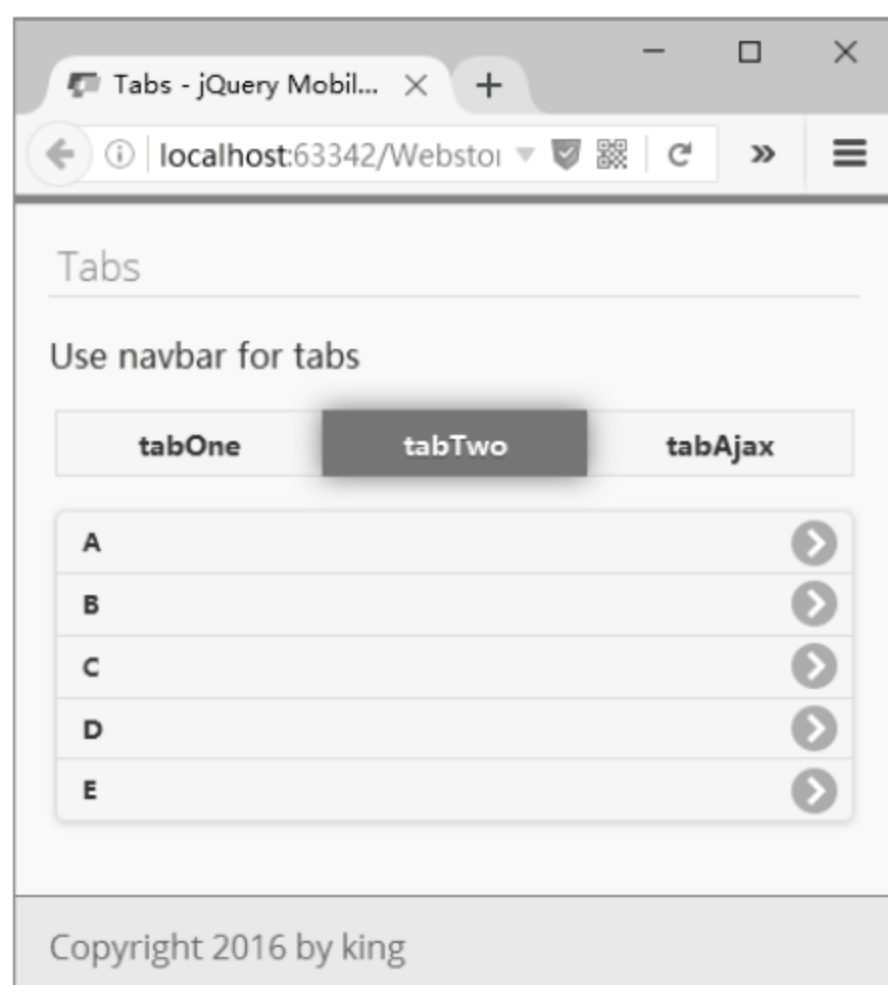 Tabs - jQuery Mobil...
localhost:63342/Webstor
Tabs
Use navbar for tabs
tabOne tabTwo tabAjax
A
B
C
D
E
Copyright 2016 by king